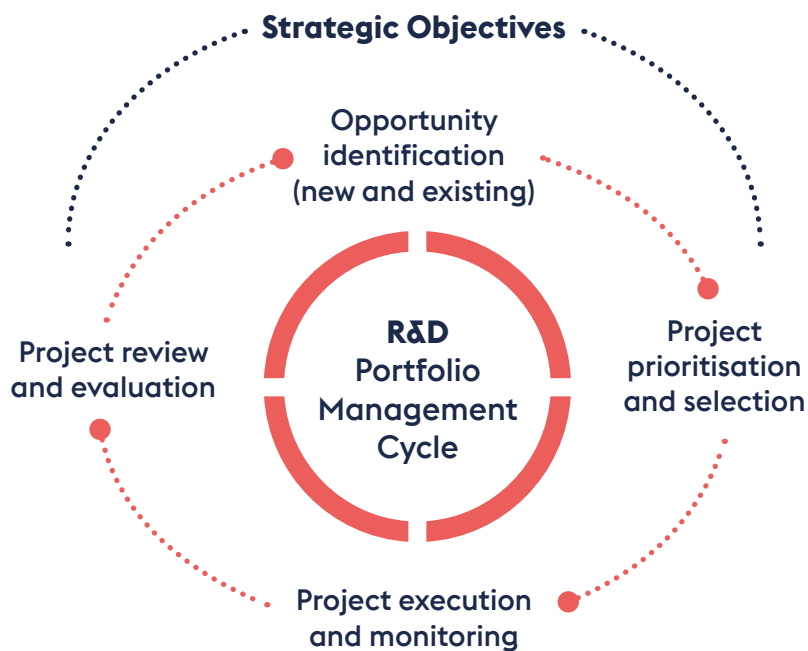 Strategic Objectives
Opportunity
identification
(new and existing)
Project
prioritisation
and selection
Project execution
and monitoring
Project review
and evaluation
R&D
Portfolio
Management
Cycle